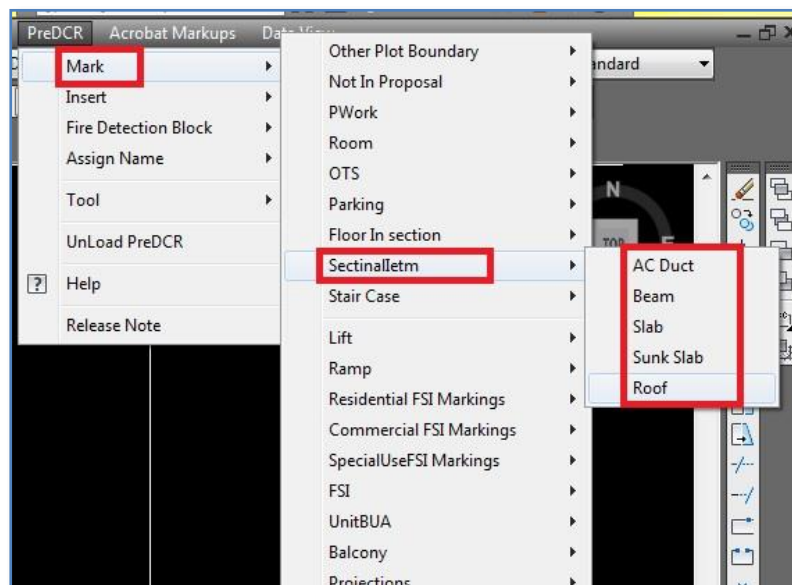 PreDCR Acrobat Markups
Mark
Insert
Fire Detection Block
Assign Name
Tool
UnLoad PreDCR
? Help
Release Note
Other Plot Boundary
Not In Proposal
PWork
Room
OTS
Parking
Floor In section
SectinalIetm
Stair Case
Lift
Ramp
Residential FSI Markings
Commercial FSI Markings
SpecialUseFSI Markings
FSI
UnitBUA
Balcony
Projections
AC Duct
Beam
Slab
Sunk Slab
Roof
andard
N
TOP